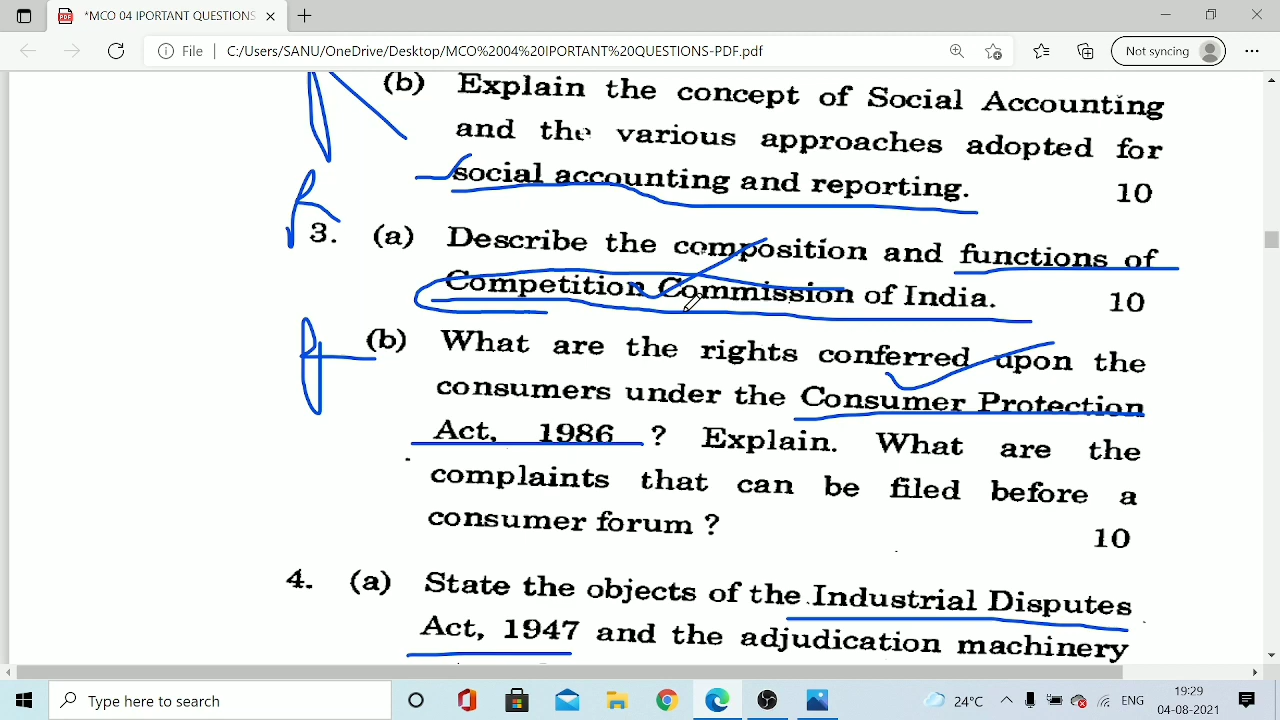 *MCO 04 IPORTANT QUESTIONS
File C:/Users/SANU/OneDrive/Desktop/MCO%2004%20IPORTANT%20QUESTIONS-PDF.pdf Not syncing
(b) Explain the concept of Social Accounting
and the various approaches adopted for
social accounting and reporting. 10
3. (a) Describe the composition and functions of
Competition Commission of India. 10
(b) What are the rights conferred upon the
consumers under the Consumer Protection
Act, 1986 ? Explain. What are the
complaints that can be filed before a
consumer forum ? 10
4. (a) State the objects of the Industrial Disputes
Act, 1947 and the adjudication machinery
Type here to search 24°C ENG 19:29
04-08-2021